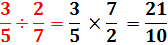 3/5 ÷ 2/7 = 3/5 × 7/2 = 21/10